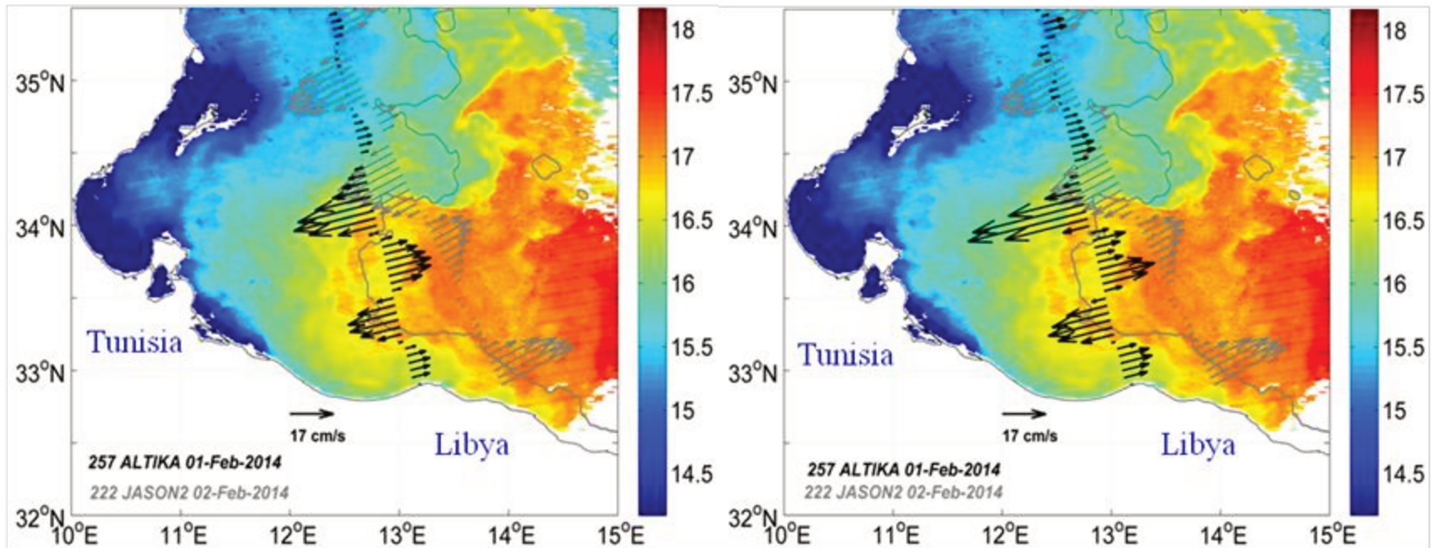 18
35°N
17.5
17
34°N
16.5
16
Tunisia
15.5
33°N
15
17 cm/s
Libya
257 ALTIKA 01-Feb-2014
14.5
222 JASON2 02-Feb-2014
32°N
10°E 11°E 12°E 13°E 14°E 15°E
18
35°N
17.5
17
34°N
16.5
16
Tunisia
15.5
33°N
15
17 cm/s
Libya
257 ALTIKA 01-Feb-2014
14.5
222 JASON2 02-Feb-2014
32°N
10°E 11°E 12°E 13°E 14°E 15°E